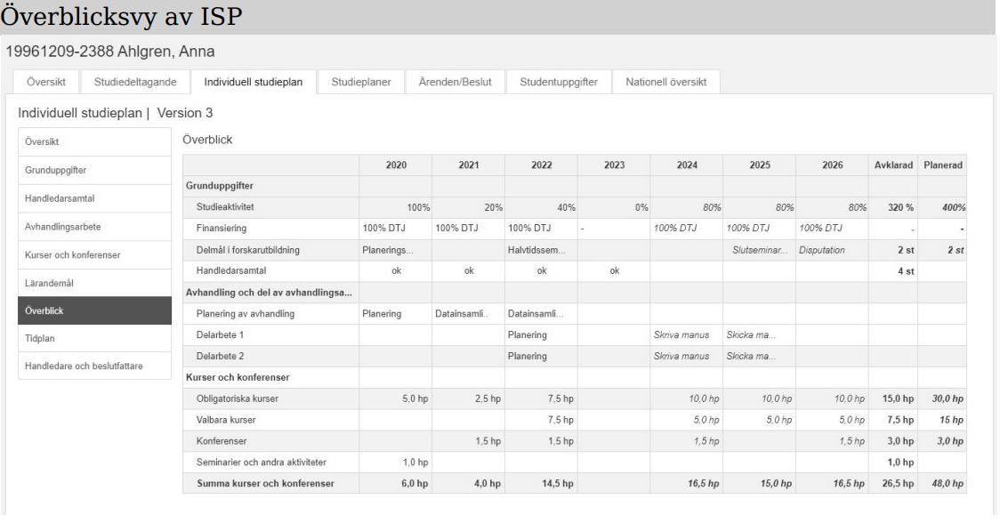 Överblicksvy av ISP
19961209-2388 Ahlgren, Anna
Översikt Studiedeltagande Individuell studieplan Studieplaner Ärenden/Beslut Studentuppgifter Nationell översikt
Individuell studieplan | Version 3
Översikt
Grunduppgifter
Handledarsamtal
Avhandlingsarbete
Kurser och konferenser
Lärandemål
Överblick
Tidplan
Handledare och beslutfattare
Överblick
2020 2021 2022 2023 2024 2025 2026 Avklarad Planerad
Grunduppgifter
Studieaktivitet 100% 20% 40% 0% 80% 80% 80% 320 % 400%
Finansiering 100% DTJ 100% DTJ 100% DTJ - 100% DTJ 100% DTJ 100% DTJ - -
Delmål i forskarutbildning Planerings... Halvtidssem... Slutseminar... Disputation 2 st 2 st
Handledarsamtal ok ok ok ok 4 st
Avhandling och del av avhandlingsa...
Planering av avhandling Planering Datainsamli.. Datainsamli...
Delarbete 1 Planering Skriva manus Skicka ma...
Delarbete 2 Planering Skriva manus Skicka ma...
Kurser och konferenser
Obligatoriska kurser 5,0 hp 2,5 hp 7,5 hp 10,0 hp 10,0 hp 10,0 hp 15,0 hp 30,0 hp
Valbara kurser 7,5 hp 5,0 hp 5,0 hp 5,0 hp 7,5 hp 15 hp
Konferenser 1,5 hp 1,5 hp 1,5 hp 1,5 hp 3,0 hp 3,0 hp
Seminarier och andra aktiviteter 1,0 hp 1,0 hp
Summa kurser och konferenser 6,0 hp 4,0 hp 14,5 hp 16,5 hp 15,0 hp 16,5 hp 26,5 hp 48,0 hp